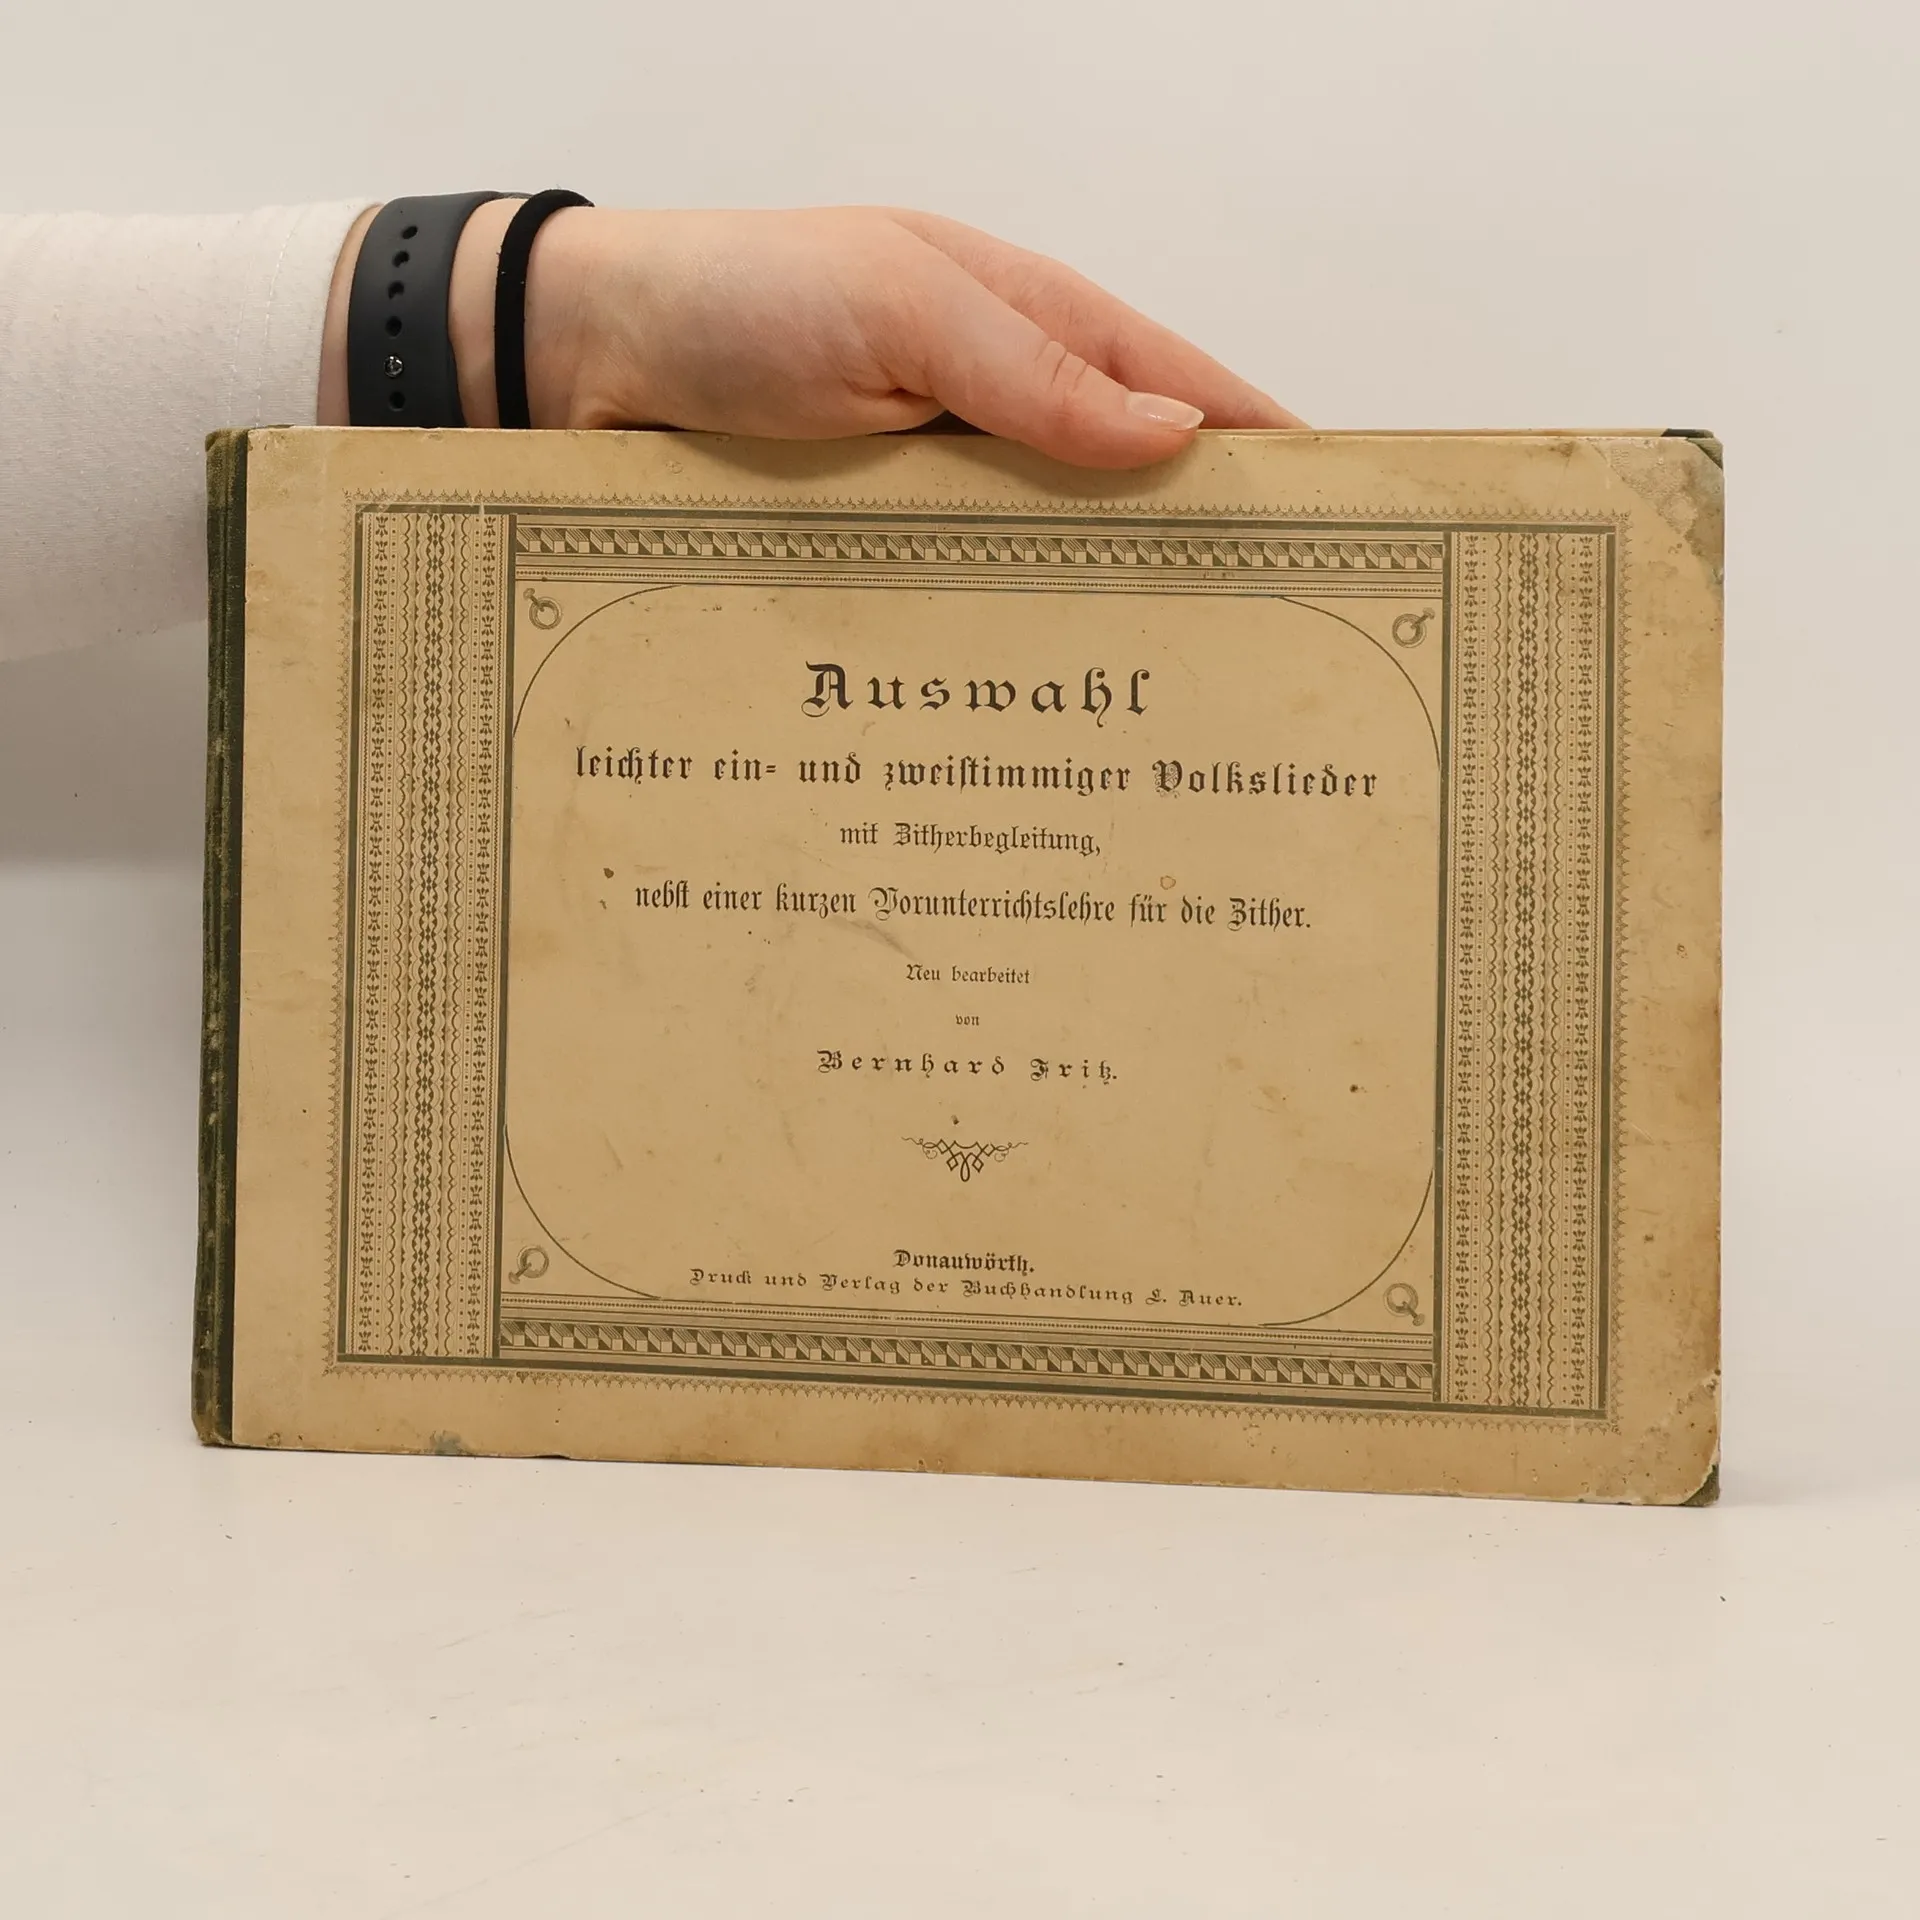 Auswahl
leichter ein- und zweistimmiger Volkslieder
mit Zitherbegleitung,
nebst einer kurzen Vorunterrichtslehre für die Zither.
Neu bearbeitet
von
Bernhard Fritz.
Donauwörth.
Druck und Verlag der Buchhandlung L. Auer.